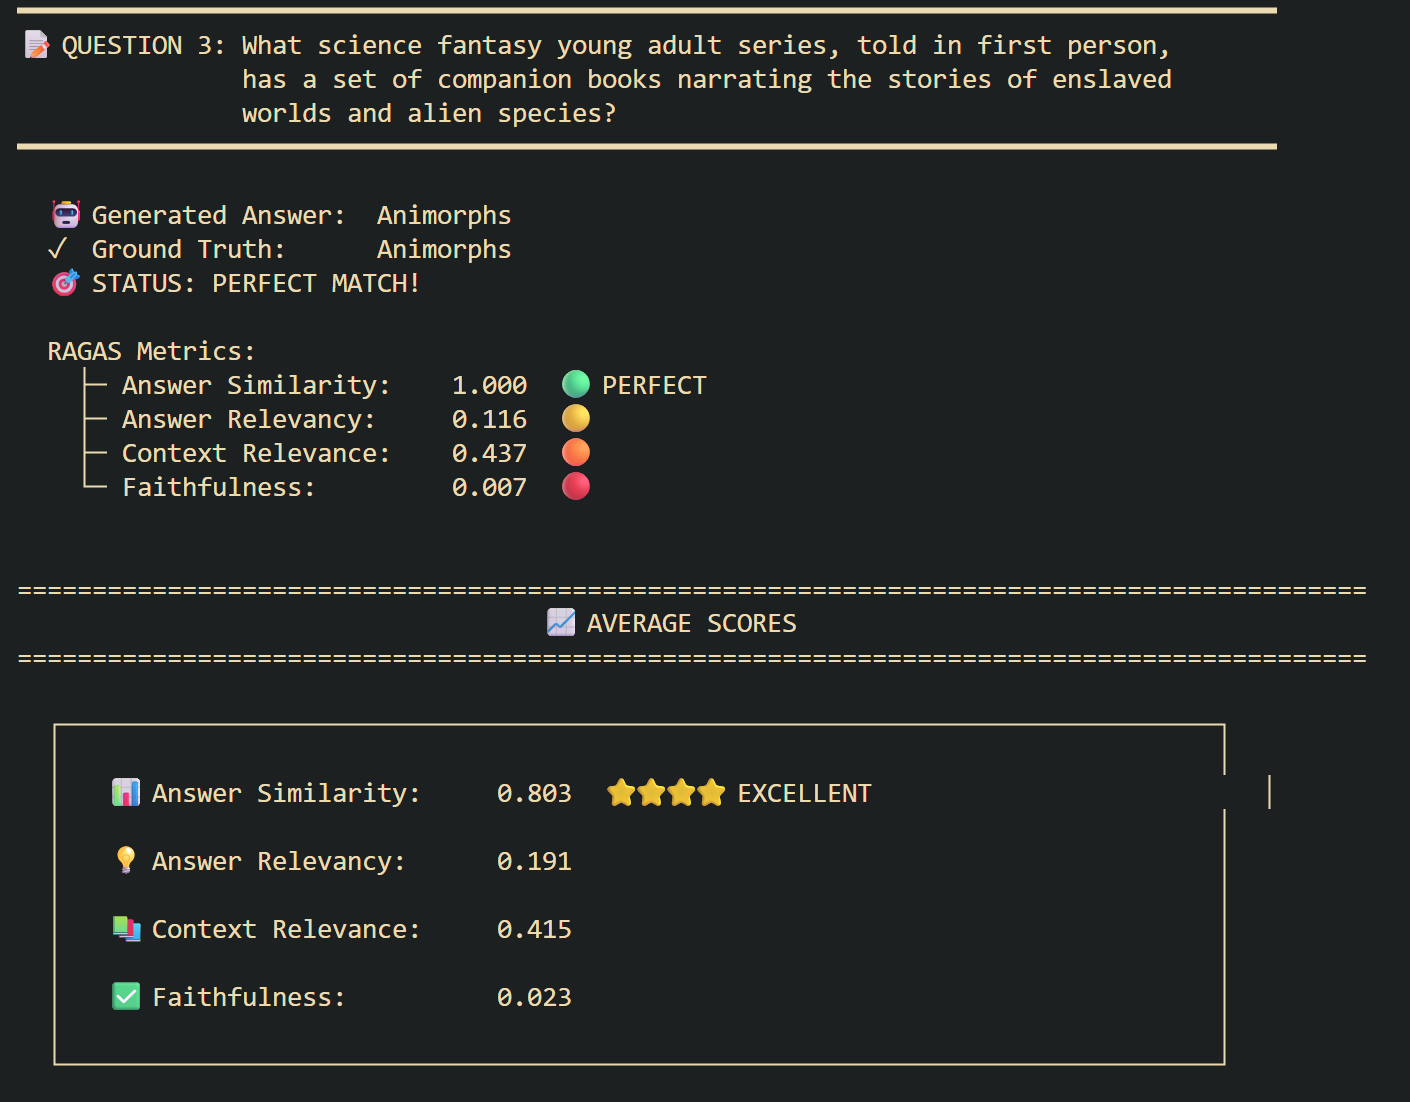 📝 QUESTION 3: What science fantasy young adult series, told in first person,
has a set of companion books narrating the stories of enslaved
worlds and alien species?
🤖 Generated Answer: Animorphs
✓ Ground Truth: Animorphs
🎯 STATUS: PERFECT MATCH!
RAGAS Metrics:
├─ Answer Similarity: 1.000 🟢 PERFECT
├─ Answer Relevancy: 0.116 🟡
├─ Context Relevance: 0.437 🟠
└─ Faithfulness: 0.007 🔴
==========================================================================================
📈 AVERAGE SCORES
==========================================================================================
📊 Answer Similarity: 0.803 ⭐⭐⭐⭐ EXCELLENT
💡 Answer Relevancy: 0.191
📚 Context Relevance: 0.415
✅ Faithfulness: 0.023